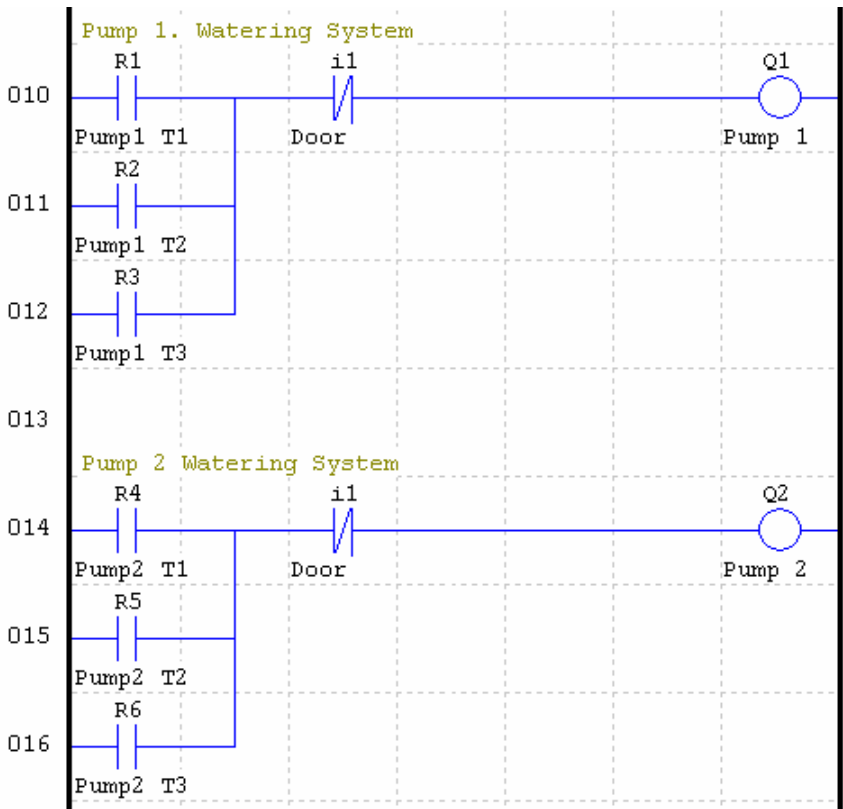 Pump 1. Watering System
R1 i1 Q1
010
Pump1 T1 Door Pump 1
R2
011
Pump1 T2
R3
012
Pump1 T3
013
Pump 2 Watering System
R4 i1 Q2
014
Pump2 T1 Door Pump 2
R5
015
Pump2 T2
R6
016
Pump2 T3